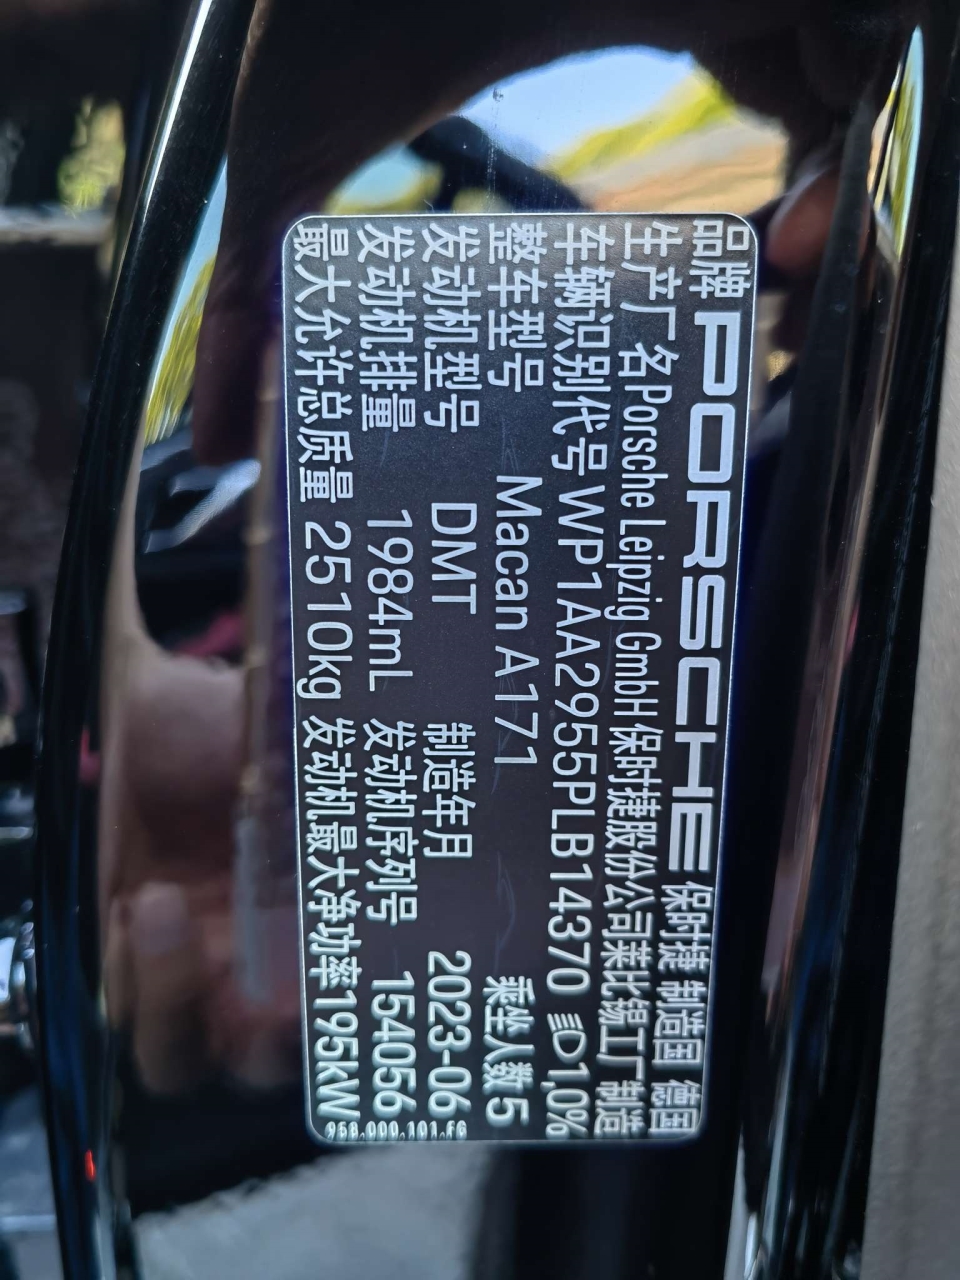 品牌 PORSCHE 保时捷 制造国 德国
生产厂名 Porsche Leipzig GmbH 保时捷股份公司莱比锡工厂制造
车辆识别代号 WP1AA2955PLB14370 1,0%
整车型号 Macan A171 乘坐人数 5
发动机型号 DMT 制造年月 2023-06
发动机排量 1984mL 发动机序列号 154056
最大允许总质量 2510kg 发动机最大净功率 195kW
958.000.101.FG